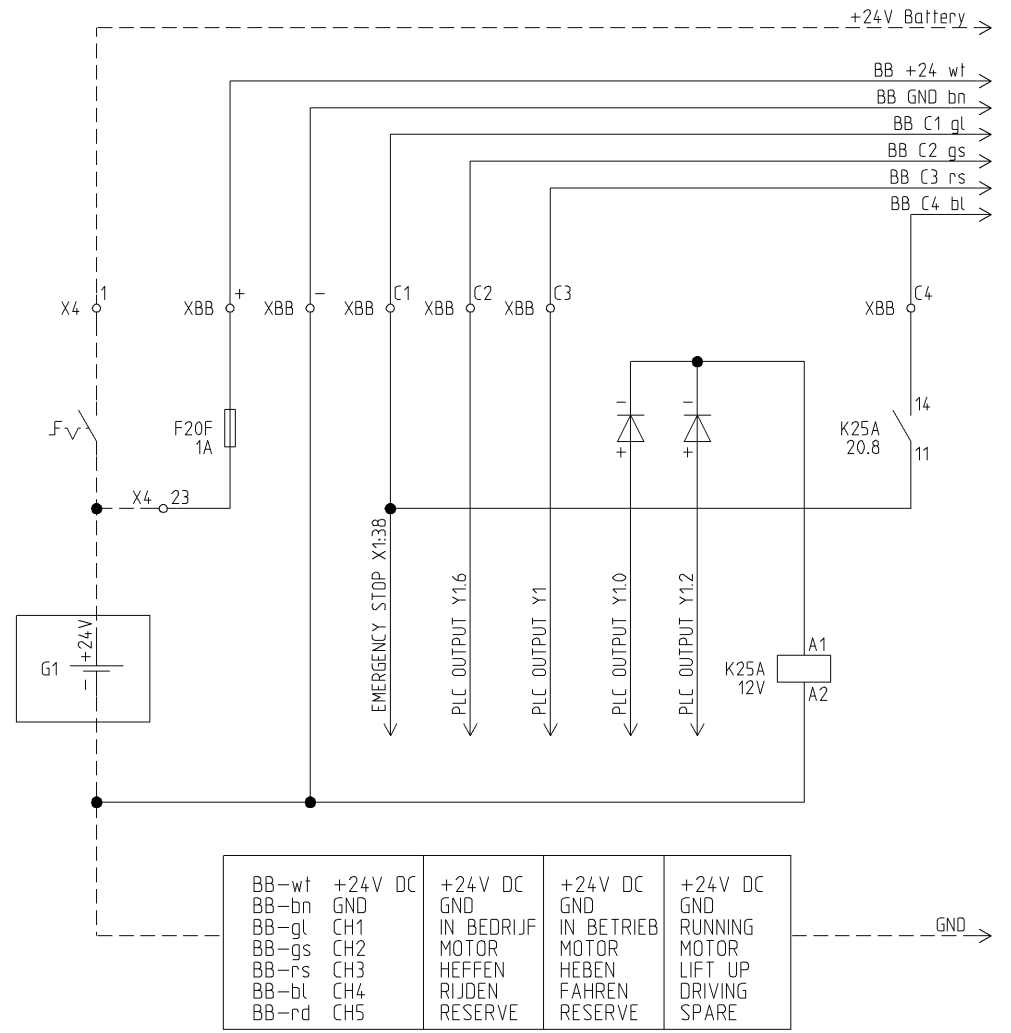 +24V Battery
BB +24 wt
BB GND bn
BB C1 gl
BB C2 gs
BB C3 rs
BB C4 bl
X4 1
XBB +
XBB -
XBB C1
XBB C2
XBB C3
XBB C4
F20F
1A
X4 23
-
+
-
+
K25A
20.8
14
11
EMERGENCY STOP X1:38
PLC OUTPUT Y1.6
PLC OUTPUT Y1
PLC OUTPUT Y1.0
PLC OUTPUT Y1.2
G1
- +24V
K25A
12V
A1
A2
BB-wt +24V DC +24V DC +24V DC +24V DC
BB-bn GND GND GND GND
BB-gl CH1 IN BEDRIJF IN BETRIEB RUNNING
BB-gs CH2 MOTOR MOTOR MOTOR
BB-rs CH3 HEFFEN HEBEN LIFT UP
BB-bl CH4 RIJDEN FAHREN DRIVING
BB-rd CH5 RESERVE RESERVE SPARE
GND